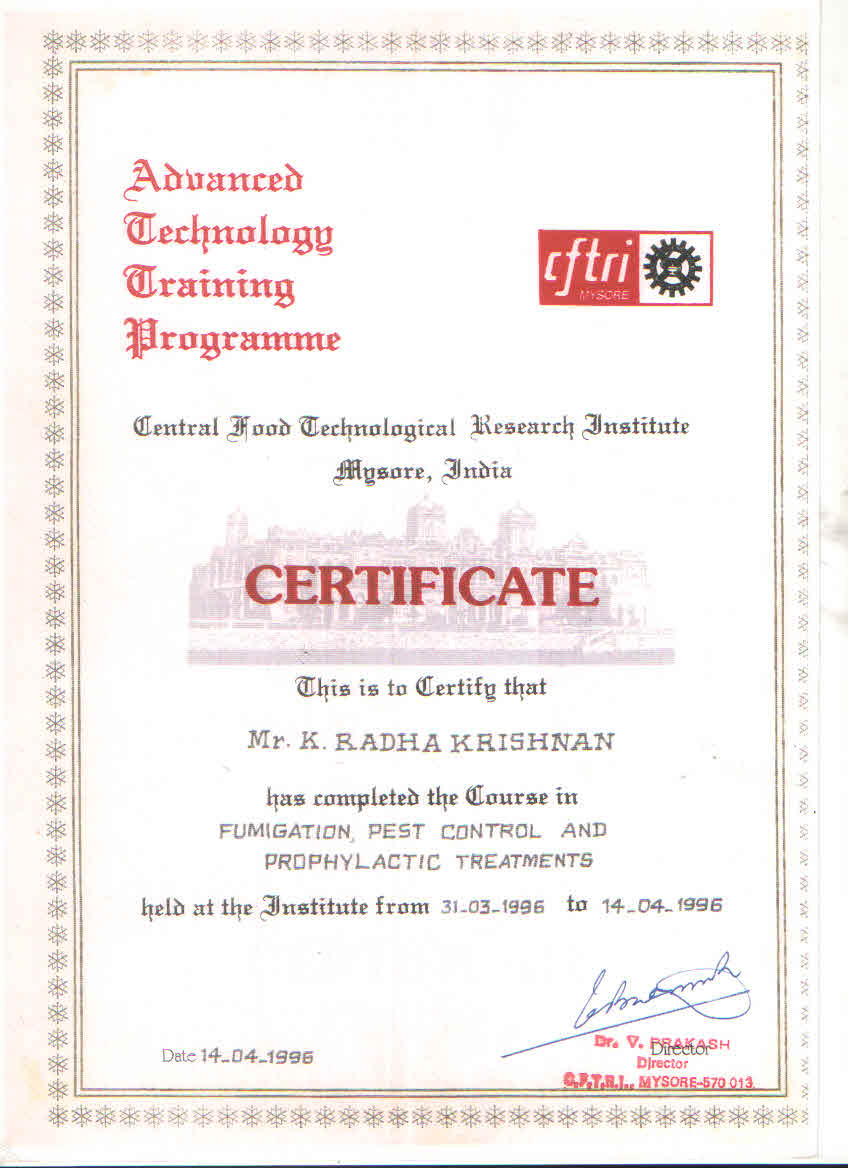 Advanced
Technology
Training
Programme
cftri
MYSORE
Central Food Technological Research Institute
Mysore, India
CERTIFICATE
This is to Certify that
Mr. K. RADHA KRISHNAN
has completed the Course in
FUMIGATION, PEST CONTROL AND
PROPHYLACTIC TREATMENTS
held at the Institute from 31-03-1996 to 14-04-1996
Date 14-04-1996
Dr. V. PRAKASH
Director
Director
C.F.T.R.I., MYSORE-570 013